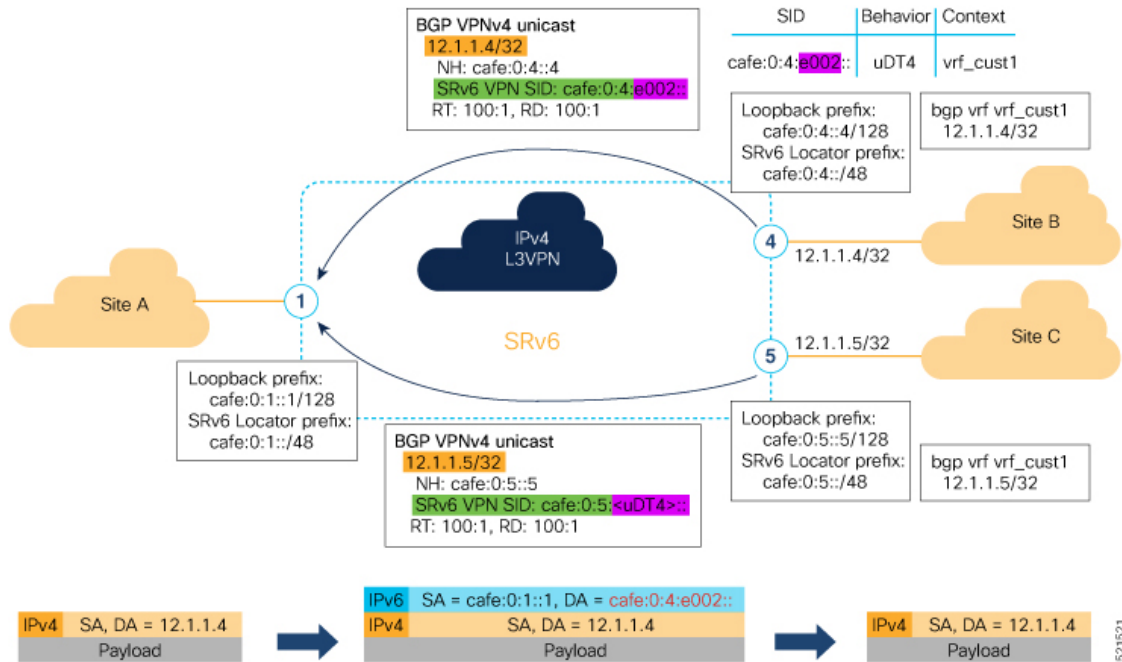 BGP VPNv4 unicast
12.1.1.4/32
NH: cafe:0:4::4
SRv6 VPN SID: cafe:0:4:e002::
RT: 100:1, RD: 100:1
SID Behavior Context
cafe:0:4:e002:: uDT4 vrf_cust1
Loopback prefix:
cafe:0:4::4/128
SRv6 Locator prefix:
cafe:0:4::/48
bgp vrf vrf_cust1
12.1.1.4/32
IPv4
L3VPN
4
12.1.1.4/32
Site B
Site A
1
SRv6
5
12.1.1.5/32
Site C
Loopback prefix:
cafe:0:1::1/128
SRv6 Locator prefix:
cafe:0:1::/48
BGP VPNv4 unicast
12.1.1.5/32
NH: cafe:0:5::5
SRv6 VPN SID: cafe:0:5:<uDT4>::
RT: 100:1, RD: 100:1
Loopback prefix:
cafe:0:5::5/128
SRv6 Locator prefix:
cafe:0:5::/48
bgp vrf vrf_cust1
12.1.1.5/32
IPv4 SA, DA = 12.1.1.4
Payload
IPv6 SA = cafe:0:1::1, DA = cafe:0:4:e002::
IPv4 SA, DA = 12.1.1.4
Payload
IPv4 SA, DA = 12.1.1.4
Payload
521521